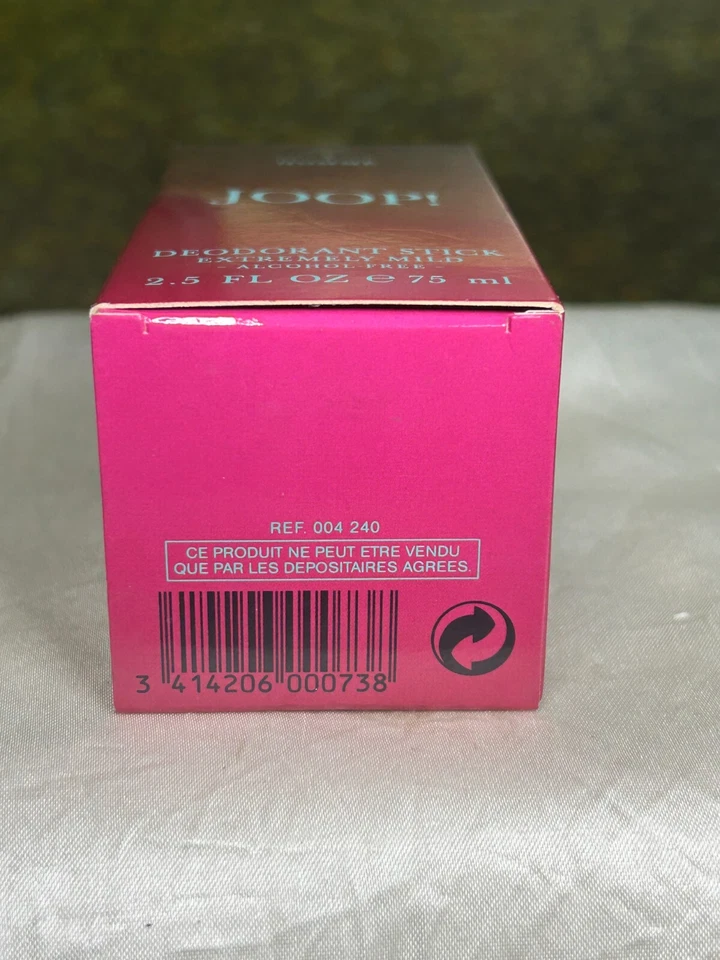 JOOP!
DEODORANT STICK
EXTREMELY MILD
- ALCOHOL FREE -
2.5 FL OZ ℮ 75 ml
REF. 004 240
CE PRODUIT NE PEUT ETRE VENDU
QUE PAR LES DEPOSITAIRES AGREES.
3 414206 000738